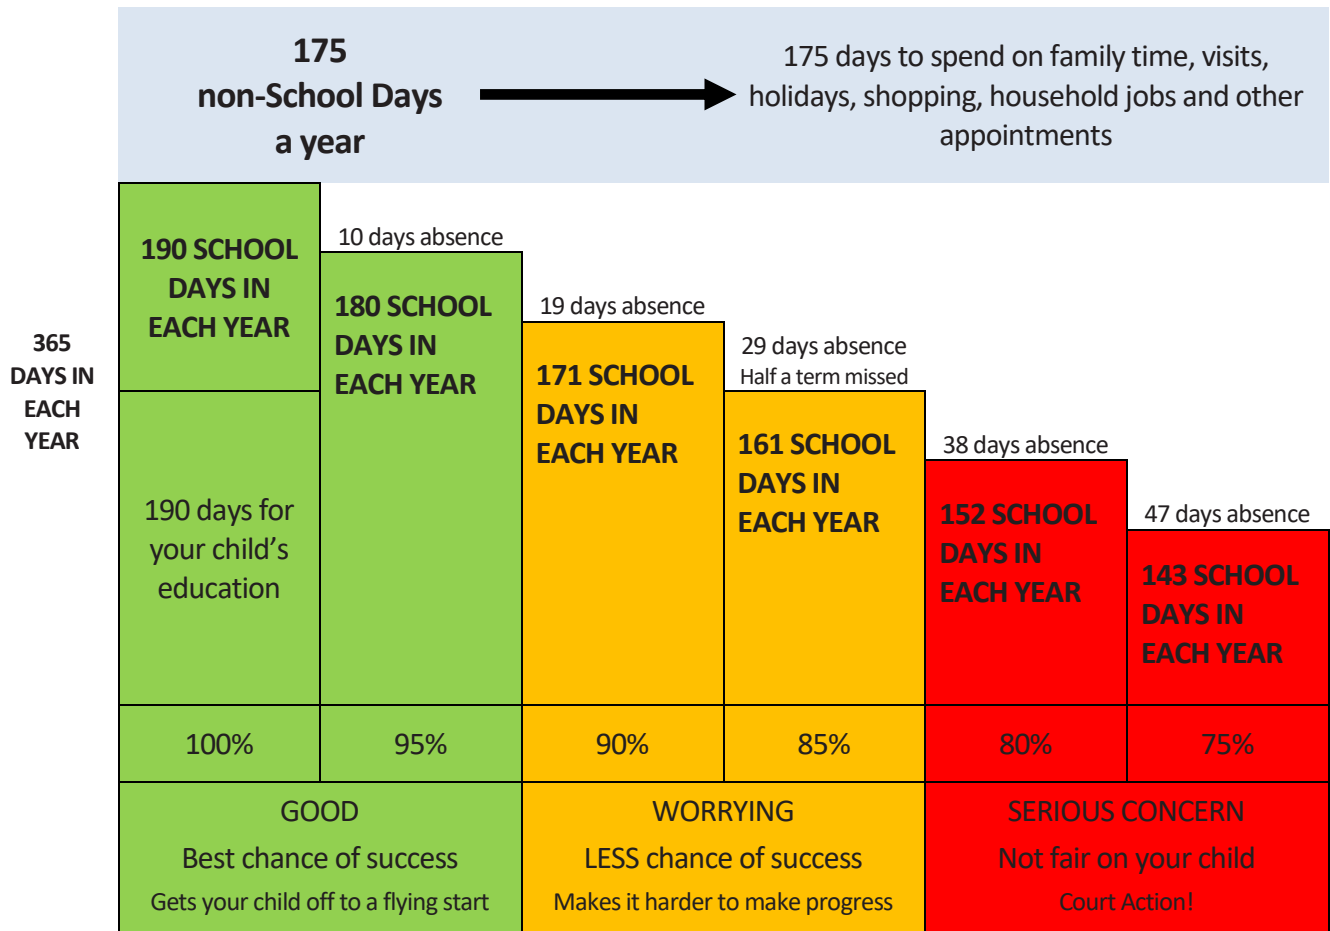 175
non-School Days
a year
175 days to spend on family time, visits,
holidays, shopping, household jobs and other
appointments
365
DAYS IN
EACH
YEAR
190 SCHOOL
DAYS IN
EACH YEAR
190 days for
your child’s
education
10 days absence
180 SCHOOL
DAYS IN
EACH YEAR
19 days absence
171 SCHOOL
DAYS IN
EACH YEAR
29 days absence
Half a term missed
161 SCHOOL
DAYS IN
EACH YEAR
38 days absence
152 SCHOOL
DAYS IN
EACH YEAR
47 days absence
143 SCHOOL
DAYS IN
EACH YEAR
100%
95%
90%
85%
80%
75%
GOOD
Best chance of success
Gets your child off to a flying start
WORRYING
LESS chance of success
Makes it harder to make progress
SERIOUS CONCERN
Not fair on your child
Court Action!